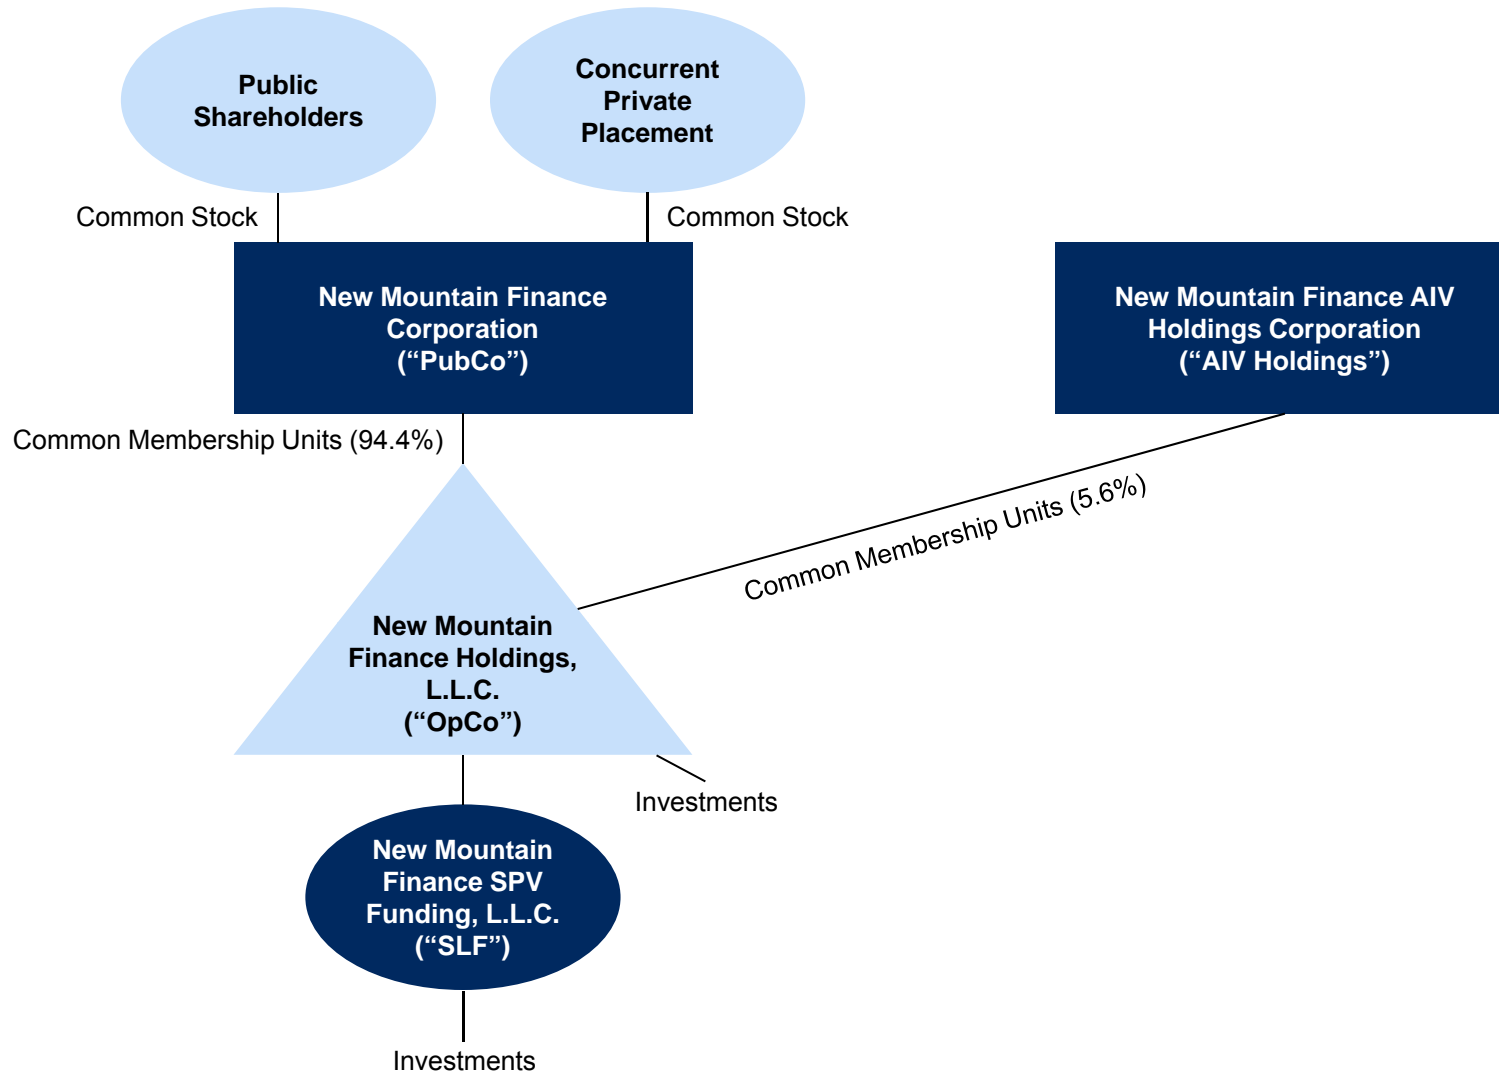 Public
Shareholders
Concurrent
Private
Placement
Common Stock
Common Stock
New Mountain Finance
Corporation
(“PubCo”)
New Mountain Finance AIV
Holdings Corporation
(“AIV Holdings”)
Common Membership Units (94.4%)
Common Membership Units (5.6%)
New Mountain
Finance Holdings,
L.L.C.
(“OpCo”)
Investments
New Mountain
Finance SPV
Funding, L.L.C.
(“SLF”)
Investments